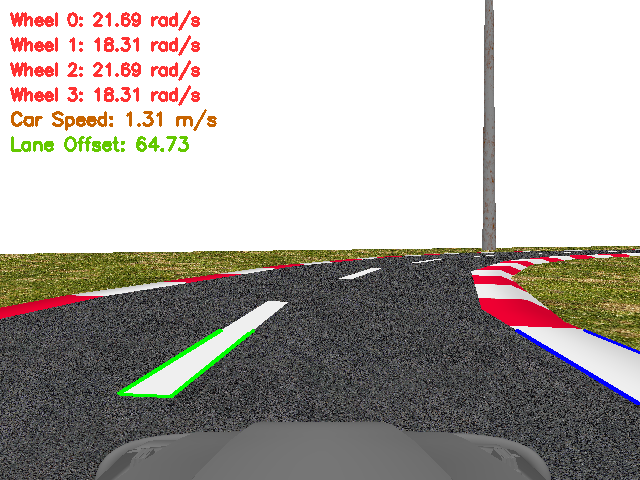 Wheel 0: 21.69 rad/s
Wheel 1: 18.31 rad/s
Wheel 2: 21.69 rad/s
Wheel 3: 18.31 rad/s
Car Speed: 1.31 m/s
Lane Offset: 64.73